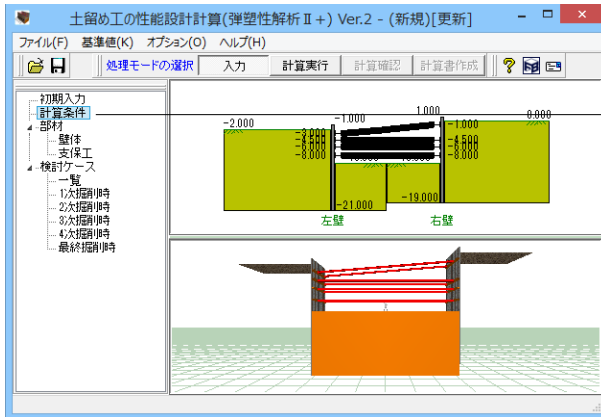 土留め工の性能設計計算(弾塑性解析Ⅱ+) Ver.2 - (新規)[更新]
ファイル(F) 基準値(K) オプション(O) ヘルプ(H)
処理モードの選択 入力 計算実行 計算確認 計算書作成
初期入力
計算条件
部材
壁体
支保工
検討ケース
一覧
1次掘削時
2次掘削時
3次掘削時
4次掘削時
最終掘削時
-2.000 -1.000 1.000 0.000
-3.000 -1.000
-4.500 -4.500
-8.000 -8.000
-19.000
-21.000
左壁 右壁